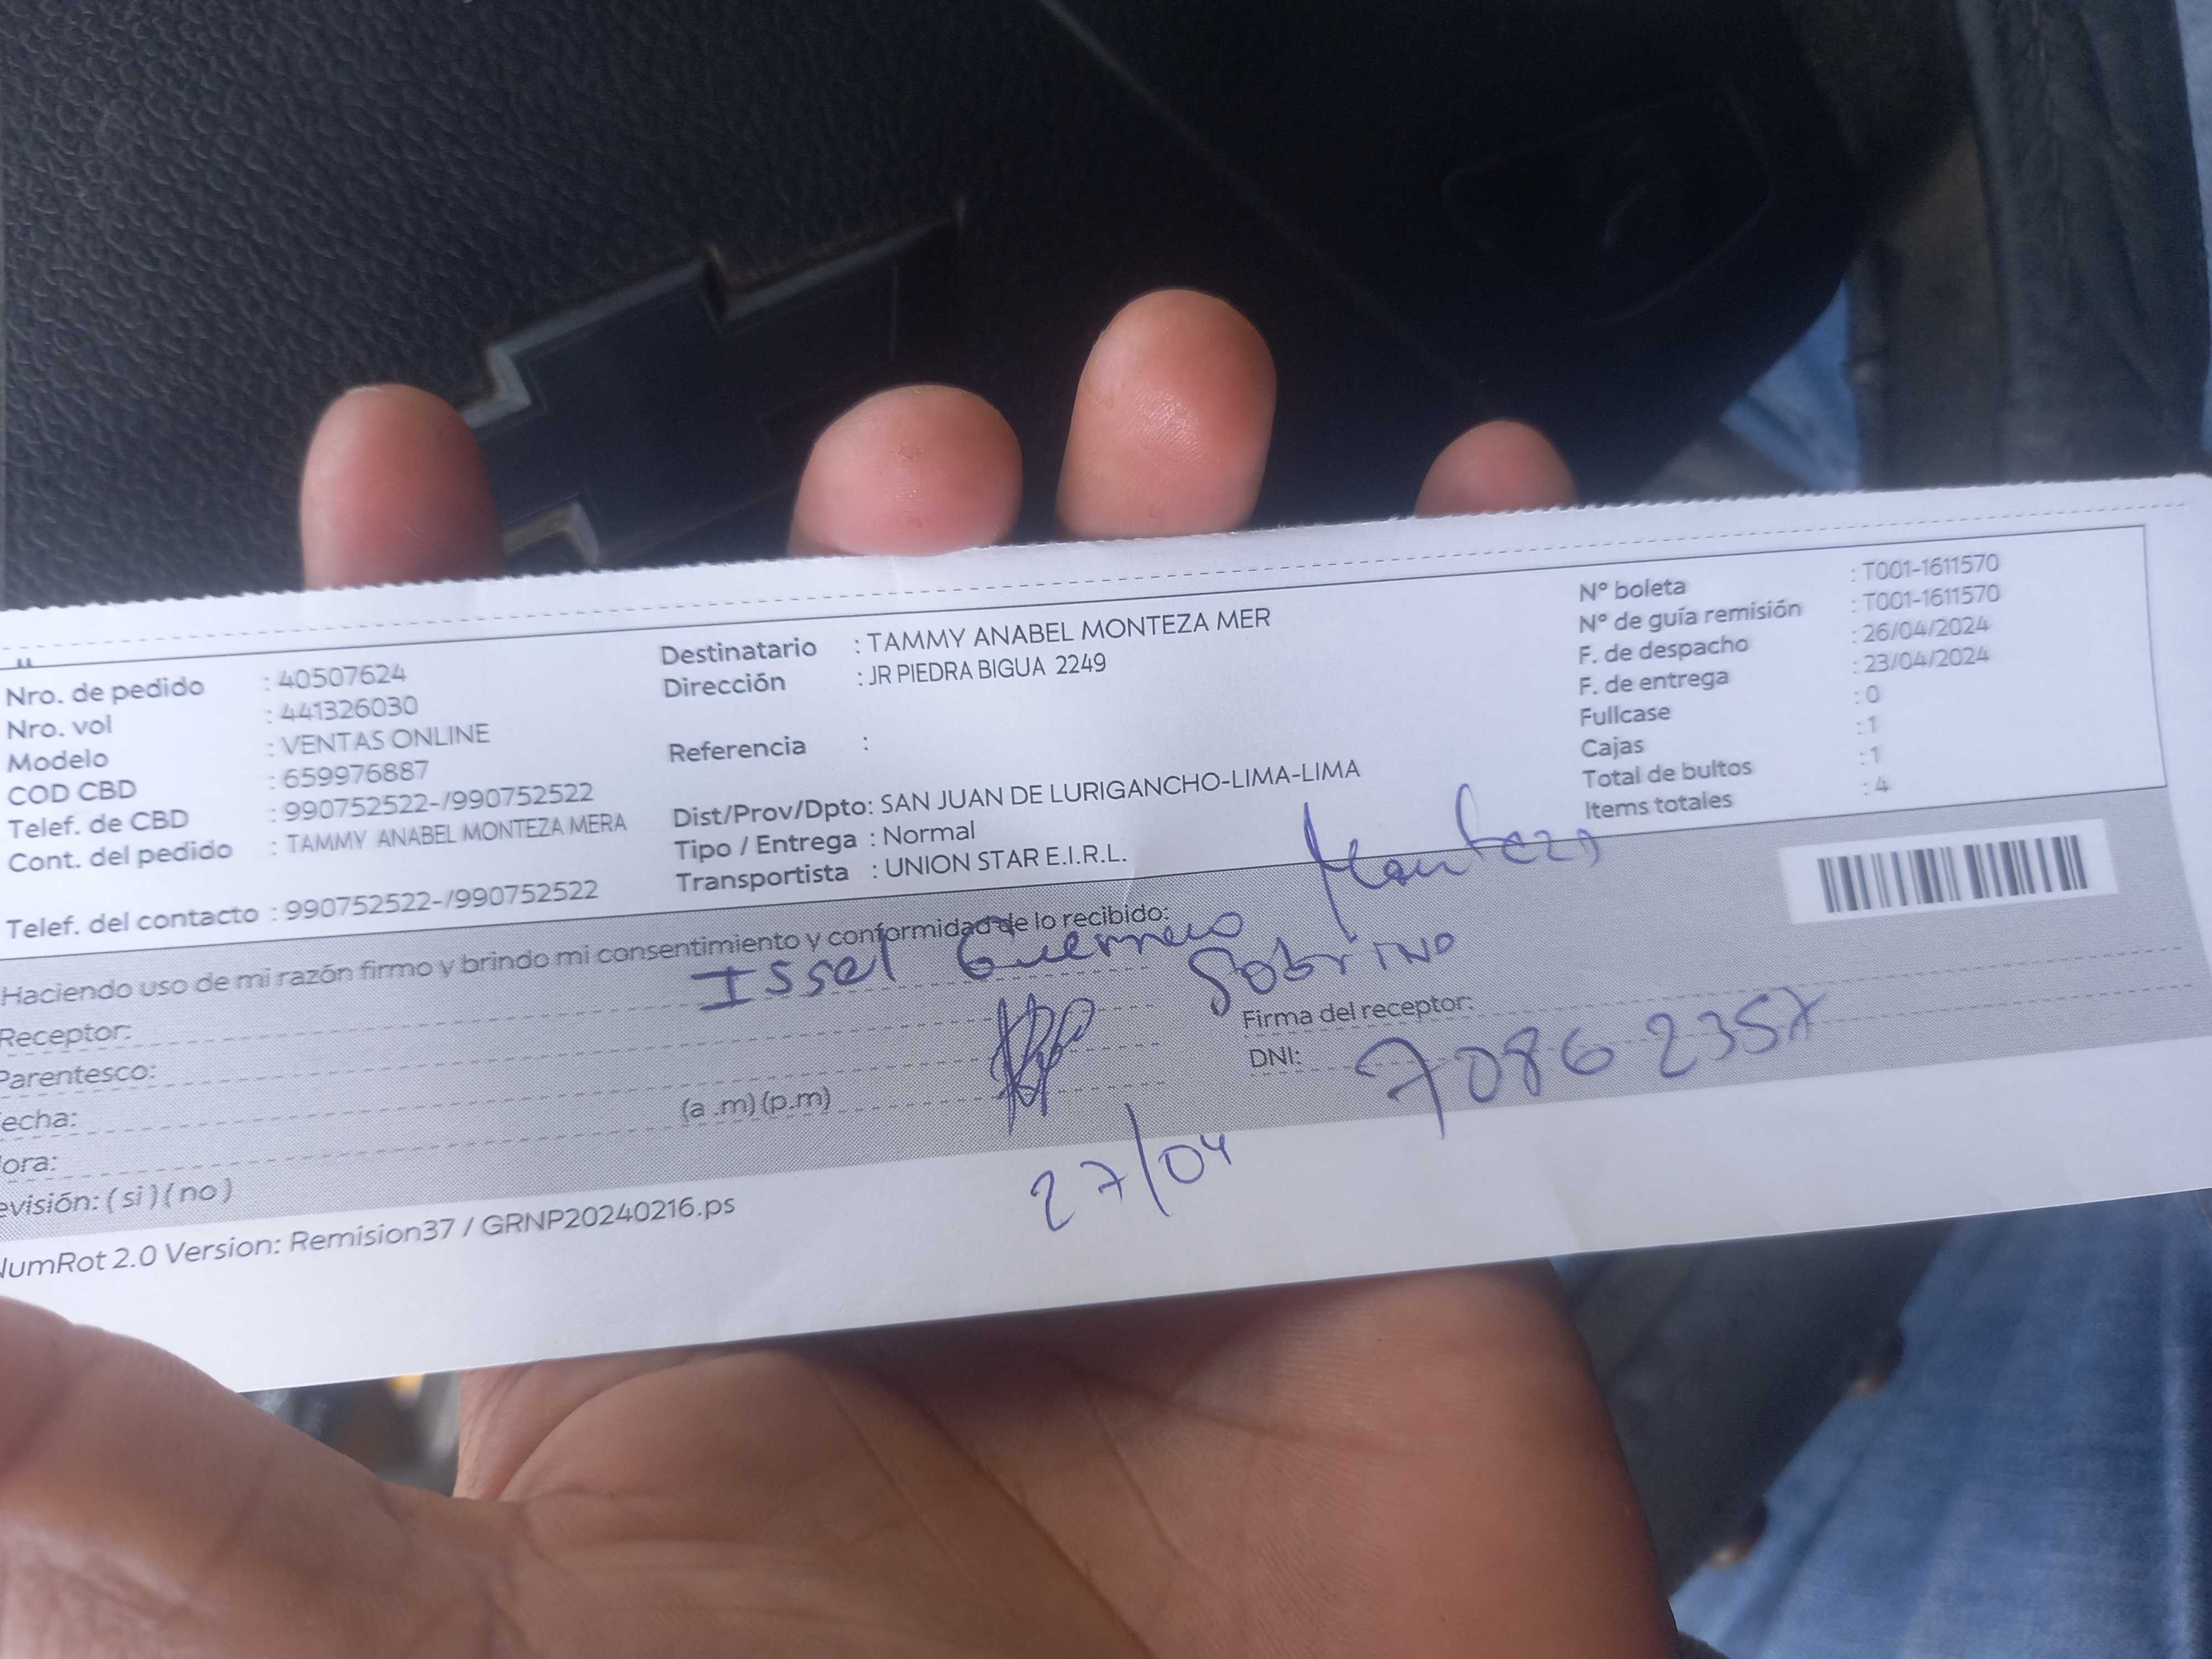 Nro. de pedido : 40507624
Nro. vol : 441326030
Modelo : VENTAS ONLINE
COD CBD : 659976887
Telef. de CBD : 990752522-/990752522
Cont. del pedido : TAMMY ANABEL MONTEZA MERA
Telef. del contacto : 990752522-/990752522
Destinatario : TAMMY ANABEL MONTEZA MER
Dirección : JR PIEDRA BIGUA 2249
Referencia :
Dist/Prov/Dpto: SAN JUAN DE LURIGANCHO-LIMA-LIMA
Tipo / Entrega : Normal
Transportista : UNION STAR E.I.R.L.
N° boleta : T001-1611570
N° de guía remisión : T001-1611570
F. de despacho : 26/04/2024
F. de entrega : 23/04/2024
Fullcase : 0
Cajas : 1
Total de bultos : 1
Items totales : 4
Haciendo uso de mi razón firmo y brindo mi consentimiento y conformidad de lo recibido:
Receptor: Issel Guerrero Monteza
Parentesco: Sobrino
echa:
ora: (a .m) (p.m)
evisión: ( si ) ( no )
Firma del receptor:
DNI: 70862357
27/04
NumRot 2.0 Version: Remision37 / GRNP20240216.ps